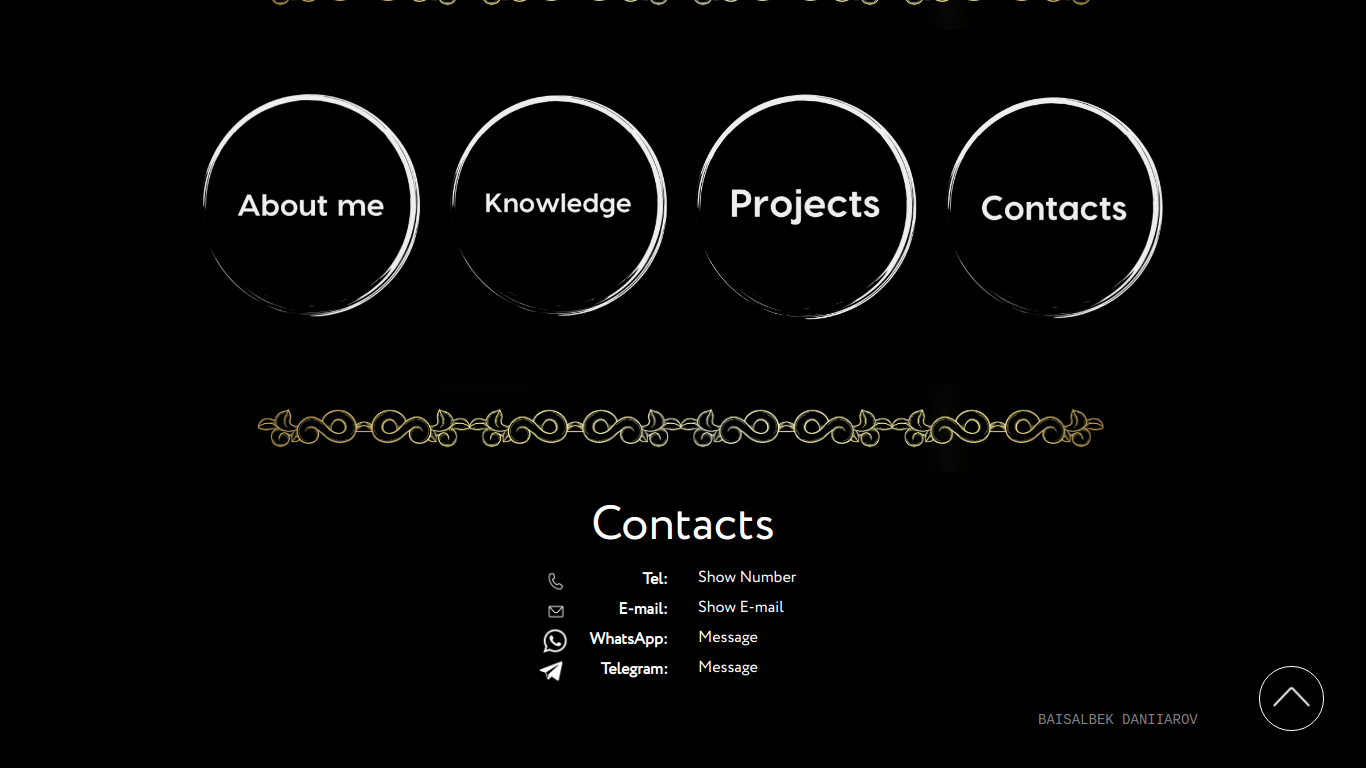 About me
Knowledge
Projects
Contacts
Contacts
Tel: Show Number
E-mail: Show E-mail
WhatsApp: Message
Telegram: Message
BAISALBEK DANIIAROV